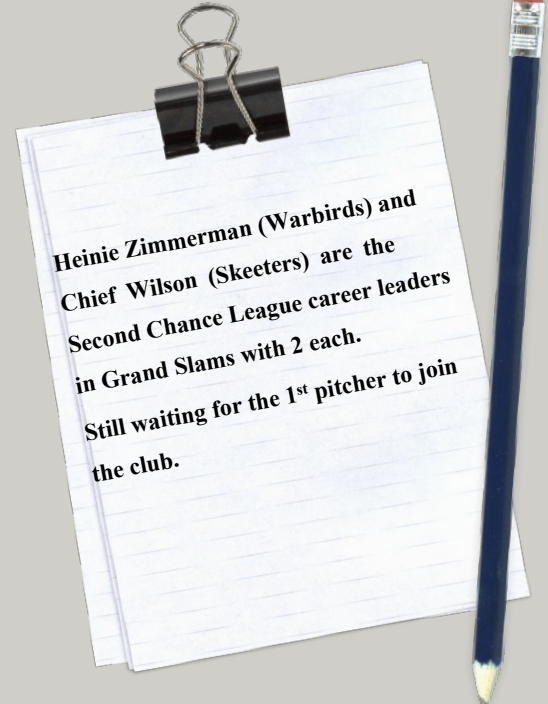 Heinie Zimmerman (Warbirds) and
Chief Wilson (Skeeters) are the
Second Chance League career leaders
in Grand Slams with 2 each.
Still waiting for the 1st pitcher to join
the club.